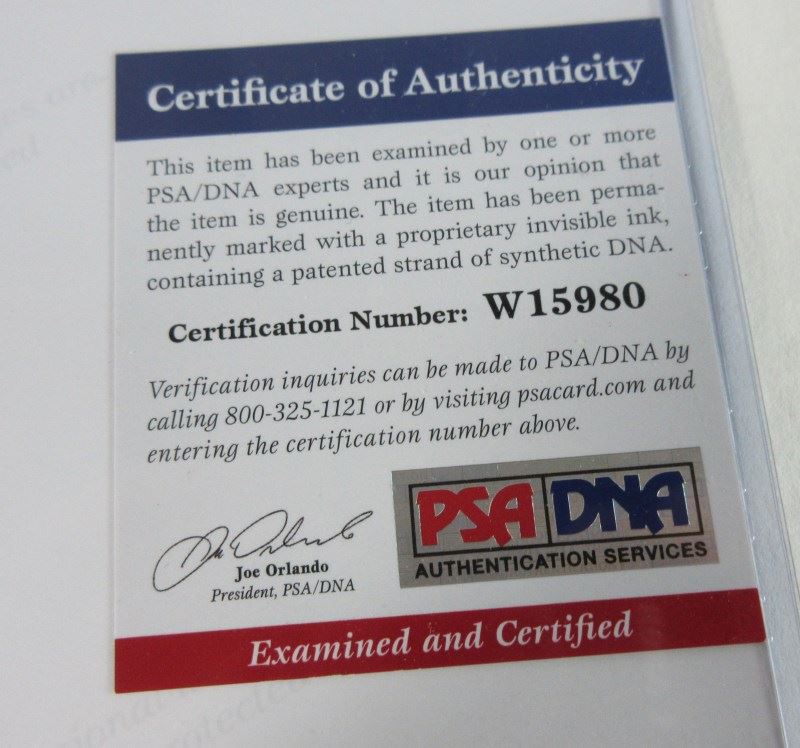 Certificate of Authenticity
This item has been examined by one or more
PSA/DNA experts and it is our opinion that
the item is genuine. The item has been perma-
nently marked with a proprietary invisible ink,
containing a patented strand of synthetic DNA.
Certification Number: W15980
Verification inquiries can be made to PSA/DNA by
calling 800-325-1121 or by visiting psacard.com and
entering the certification number above.
Joe Orlando
President, PSA/DNA
PSA DNA
AUTHENTICATION SERVICES
Examined and Certified